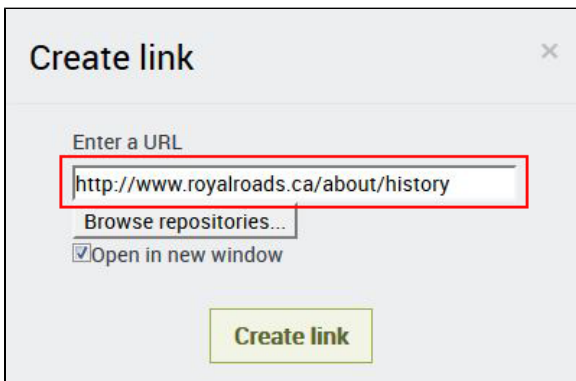 Create link
×
Enter a URL
http://www.royalroads.ca/about/history
Browse repositories...
Open in new window
Create link